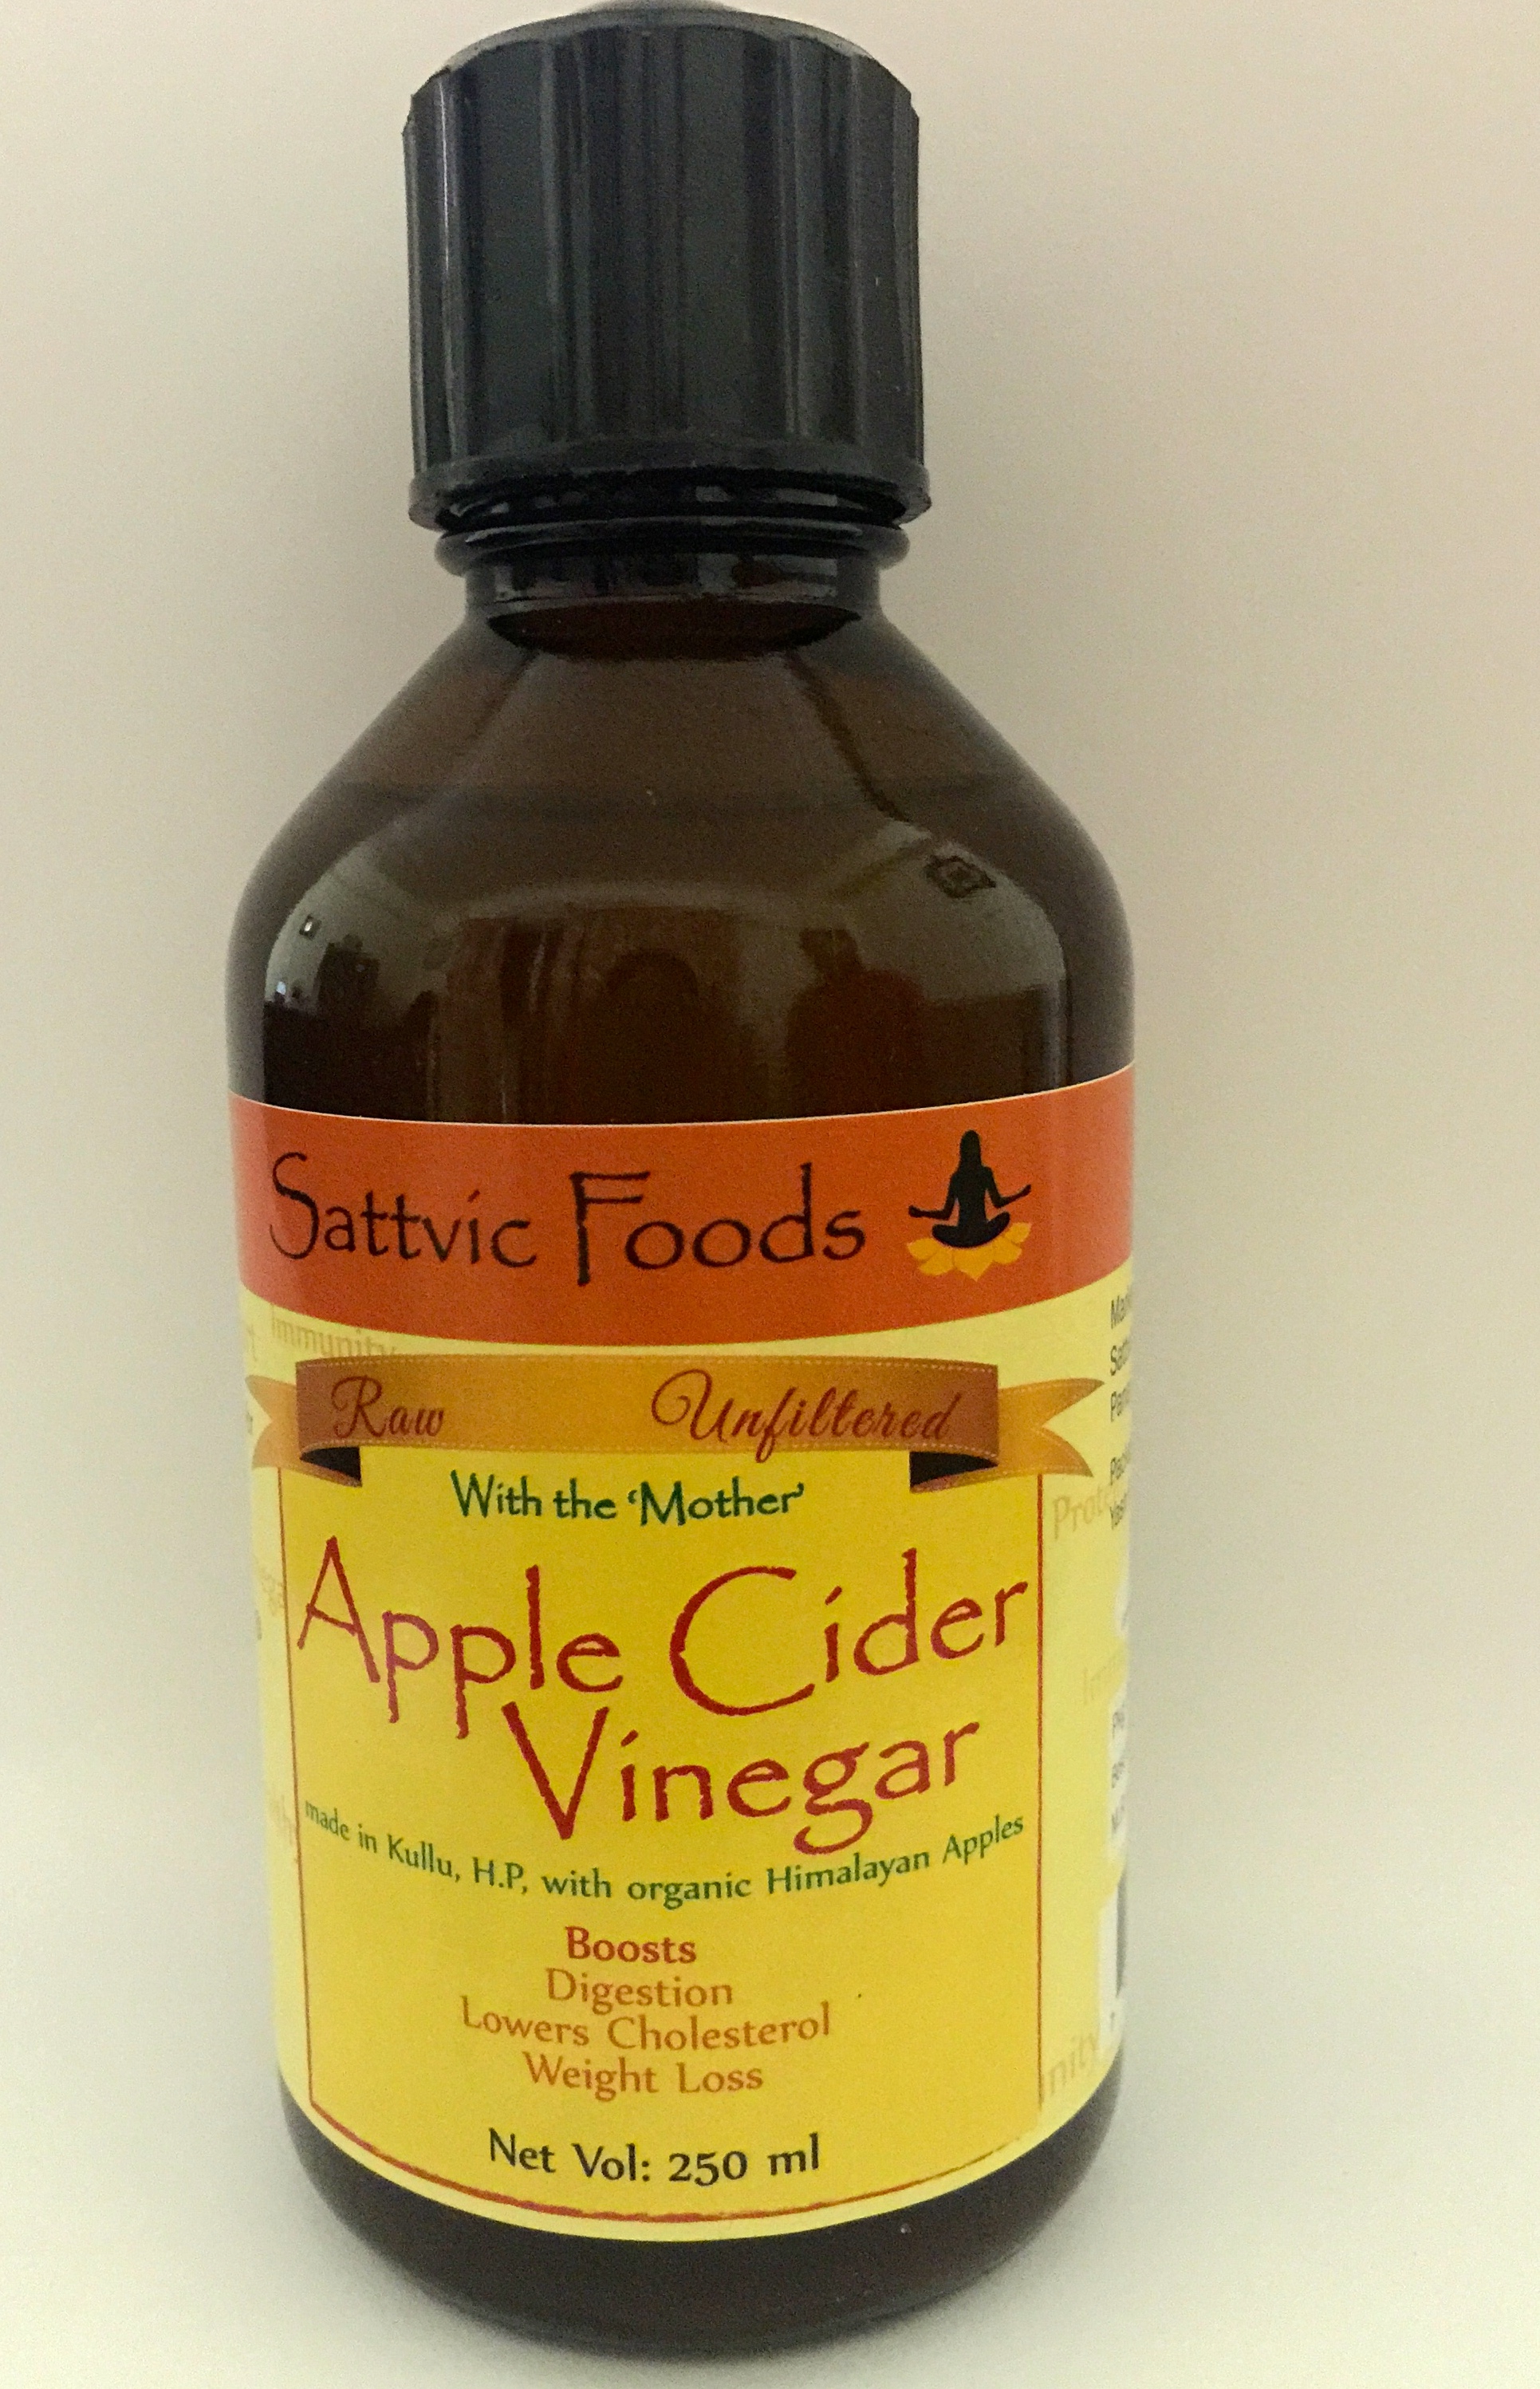 Sattvic Foods
Immunity
Raw Unfiltered
With the ‘Mother’
Apple Cider
Vinegar
made in Kullu, H.P, with organic Himalayan Apples
Boosts
Digestion
Lowers Cholesterol
Weight Loss
Net Vol: 250 ml